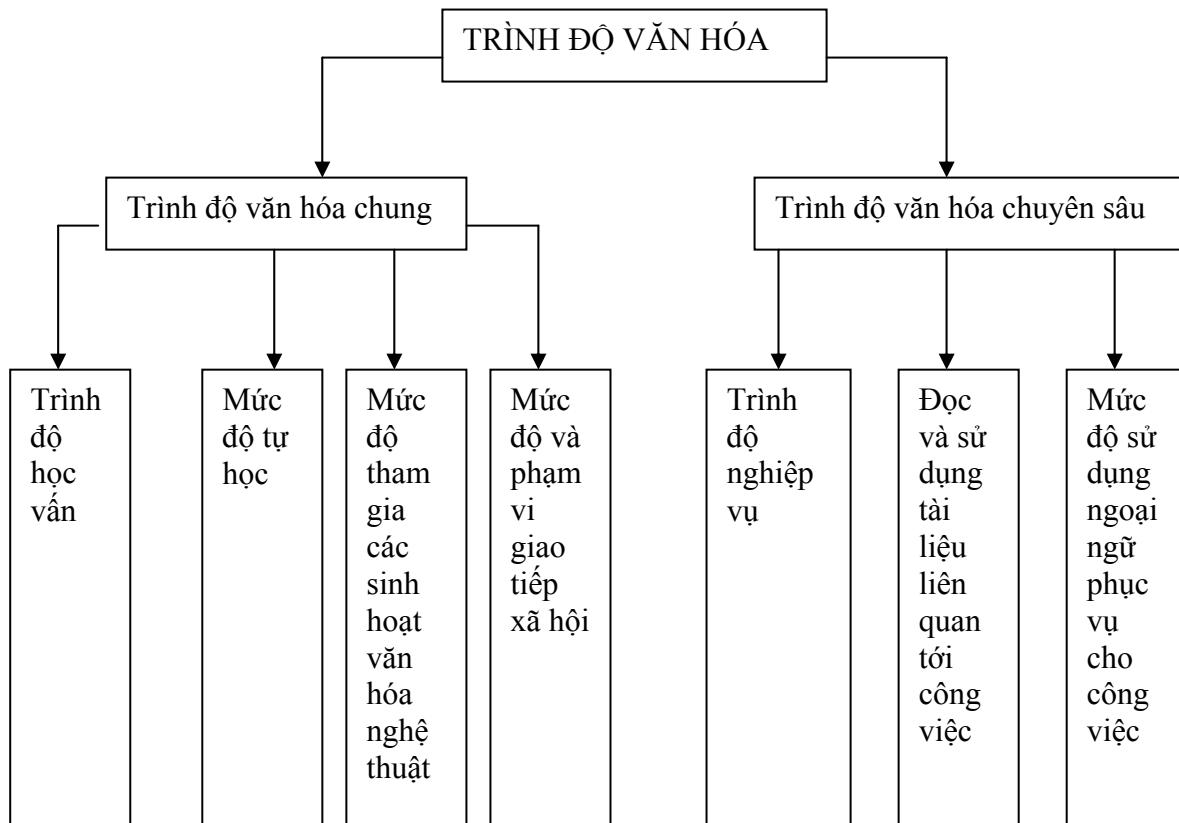 TRÌNH ĐỘ VĂN HÓA
Trình độ văn hóa chung
Trình độ văn hóa chuyên sâu
Trình
độ
học
vấn
Mức
độ tự
học
Mức
độ
tham
gia
các
sinh
hoạt
văn
hóa
nghệ
thuật
Mức
độ và
phạm
vi
giao
tiếp
xã hội
Trình
độ
nghiệp
vụ
Đọc
và sử
dụng
tài
liệu
liên
quan
tới
công
việc
Mức
độ sử
dụng
ngoại
ngữ
phục
vụ
cho
công
việc